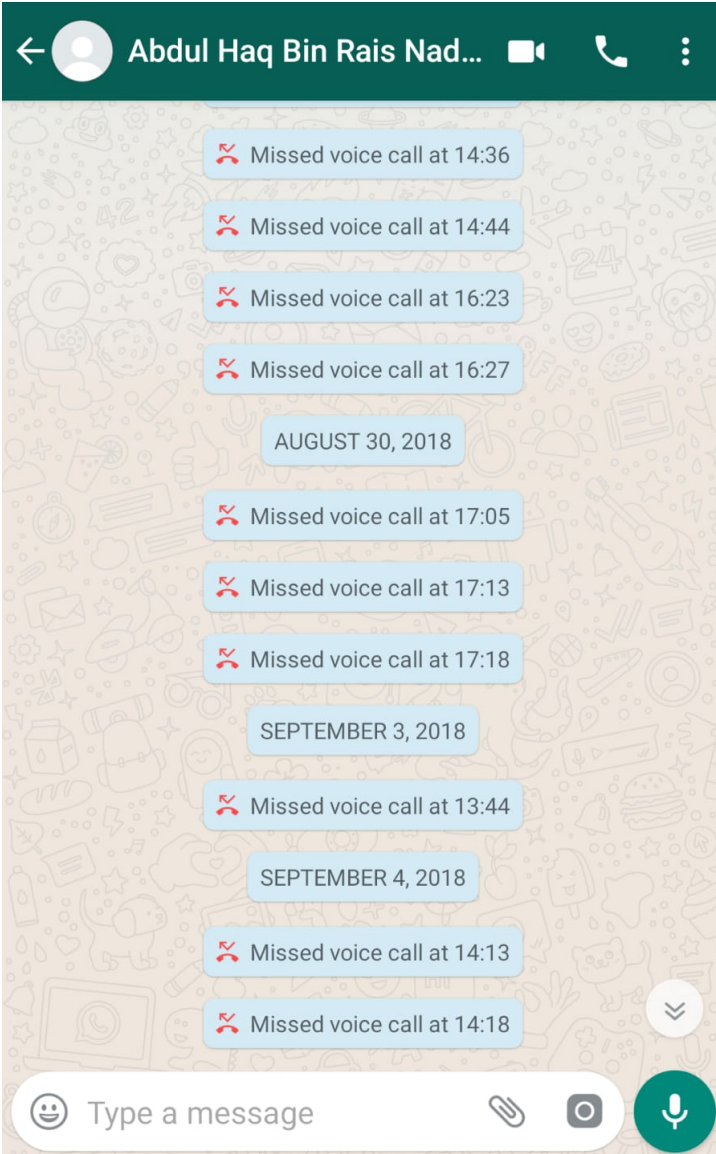 Abdul Haq Bin Rais Nad...
Missed voice call at 14:36
Missed voice call at 14:44
Missed voice call at 16:23
Missed voice call at 16:27
AUGUST 30, 2018
Missed voice call at 17:05
Missed voice call at 17:13
Missed voice call at 17:18
SEPTEMBER 3, 2018
Missed voice call at 13:44
SEPTEMBER 4, 2018
Missed voice call at 14:13
Missed voice call at 14:18
Type a message